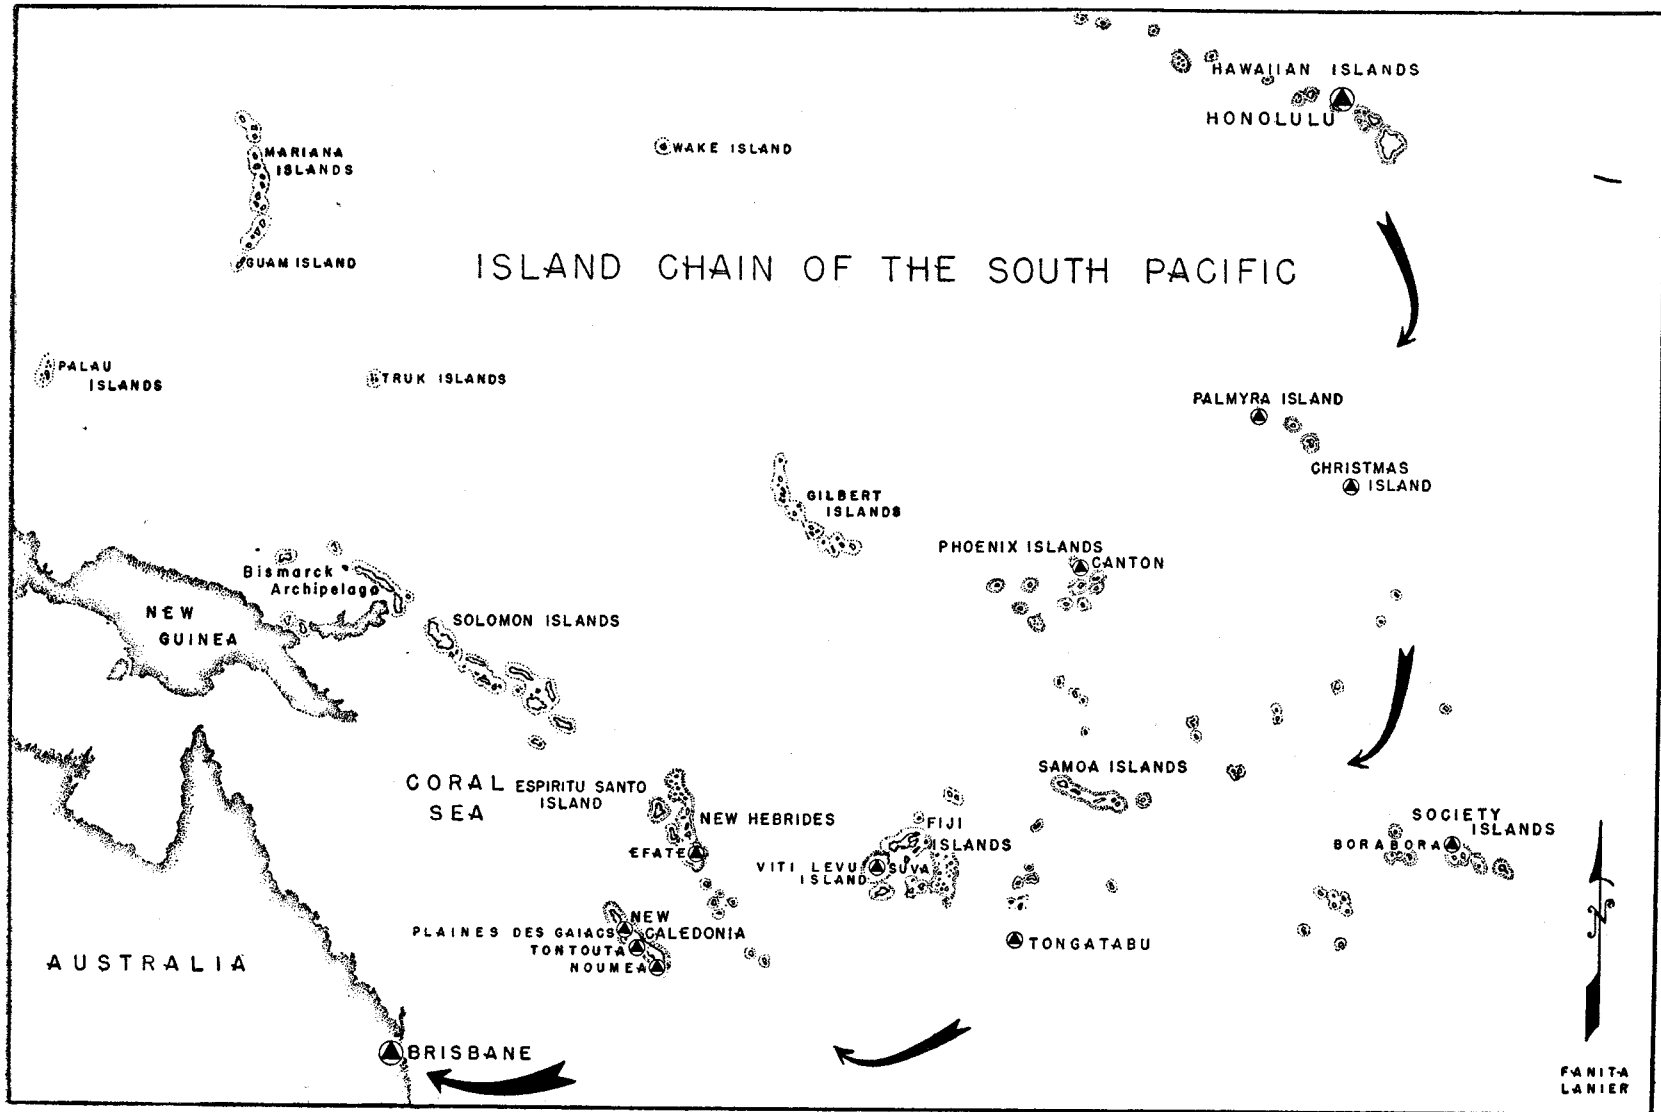 HAWAIIAN ISLANDS
HONOLULU
MARIANA
ISLANDS
WAKE ISLAND
GUAM ISLAND
ISLAND CHAIN OF THE SOUTH PACIFIC
PALAU
ISLANDS
TRUK ISLANDS
PALMYRA ISLAND
CHRISTMAS
ISLAND
GILBERT
ISLANDS
PHOENIX ISLANDS
CANTON
Bismarck
Archipelago
NEW
GUINEA
SOLOMON ISLANDS
CORAL
SEA
ESPIRITU SANTO
ISLAND
NEW HEBRIDES
EFATE
SAMOA ISLANDS
FIJI
ISLANDS
VITI LEVU
ISLAND
SUVA
SOCIETY
ISLANDS
BORABORA
NEW
CALEDONIA
PLAINES DES GAIACS
TONTOUTA
NOUMEA
TONGATABU
AUSTRALIA
BRISBANE
N
FANITA
LANIER